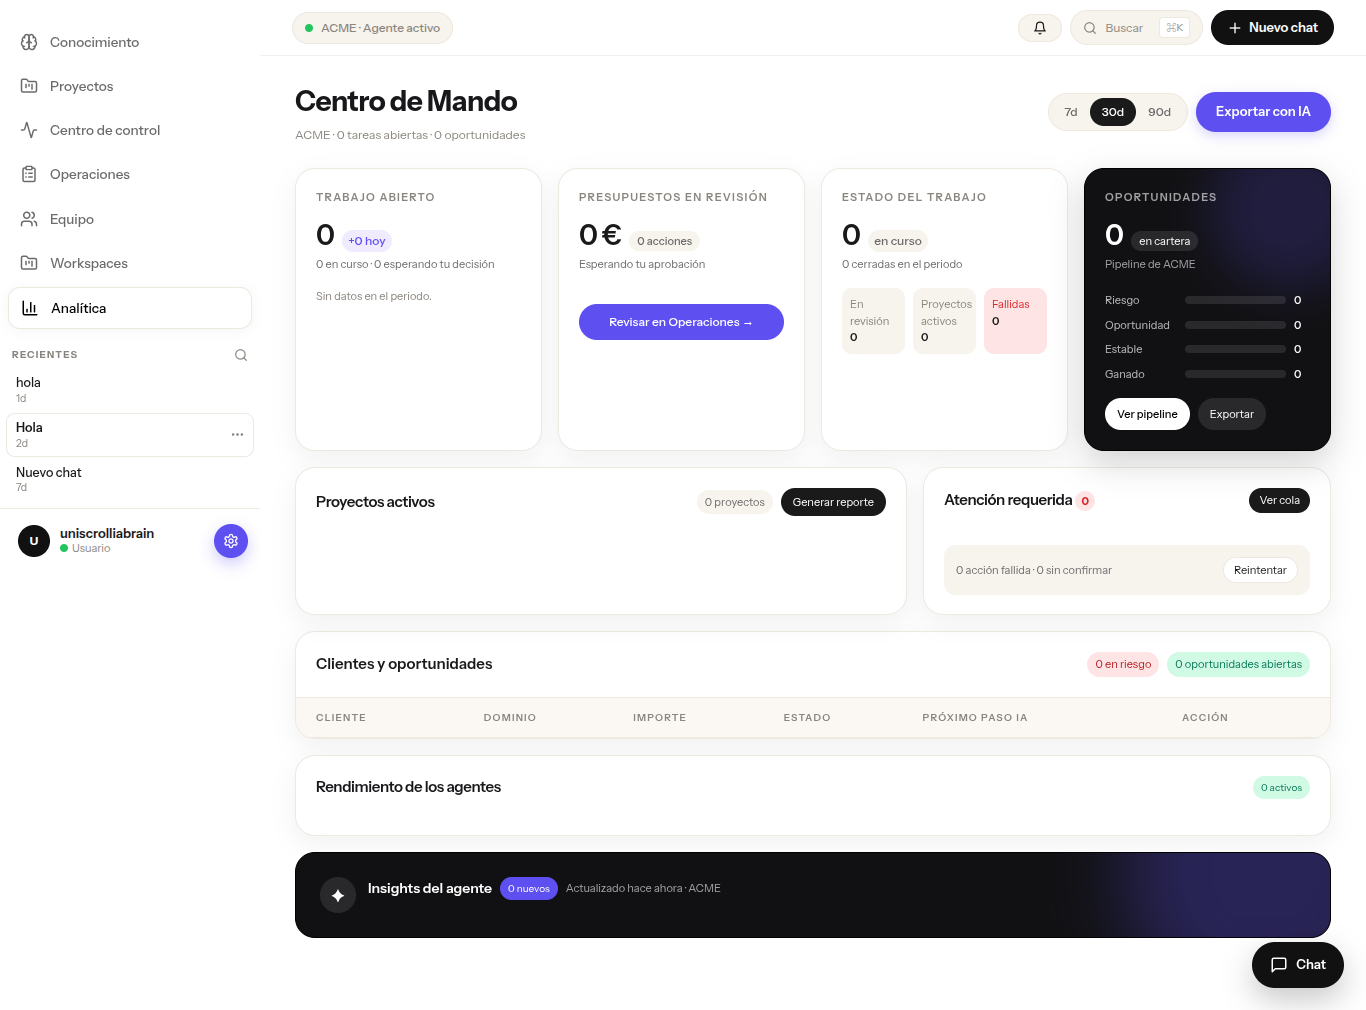 Conocimiento
Proyectos
Centro de control
Operaciones
Equipo
Workspaces
Analítica
RECIENTES
hola
1d
Hola
2d
Nuevo chat
7d
U
uniscrolliabrain
Usuario
ACME · Agente activo
Buscar
⌘K
Nuevo chat
Centro de Mando
ACME · 0 tareas abiertas · 0 oportunidades
7d
30d
90d
Exportar con IA
TRABAJO ABIERTO
0 +0 hoy
0 en curso · 0 esperando tu decisión
Sin datos en el periodo.
PRESUPUESTOS EN REVISIÓN
0 € 0 acciones
Esperando tu aprobación
Revisar en Operaciones →
ESTADO DEL TRABAJO
0 en curso
0 cerradas en el periodo
En revisión
0
Proyectos activos
0
Fallidas
0
OPORTUNIDADES
0 en cartera
Pipeline de ACME
Riesgo 0
Oportunidad 0
Estable 0
Ganado 0
Ver pipeline
Exportar
Proyectos activos
0 proyectos
Generar reporte
Atención requerida 0
Ver cola
0 acción fallida · 0 sin confirmar
Reintentar
Clientes y oportunidades
0 en riesgo
0 oportunidades abiertas
CLIENTE DOMINIO IMPORTE ESTADO PRÓXIMO PASO IA ACCIÓN
Rendimiento de los agentes
0 activos
Insights del agente 0 nuevos Actualizado hace ahora · ACME
Chat